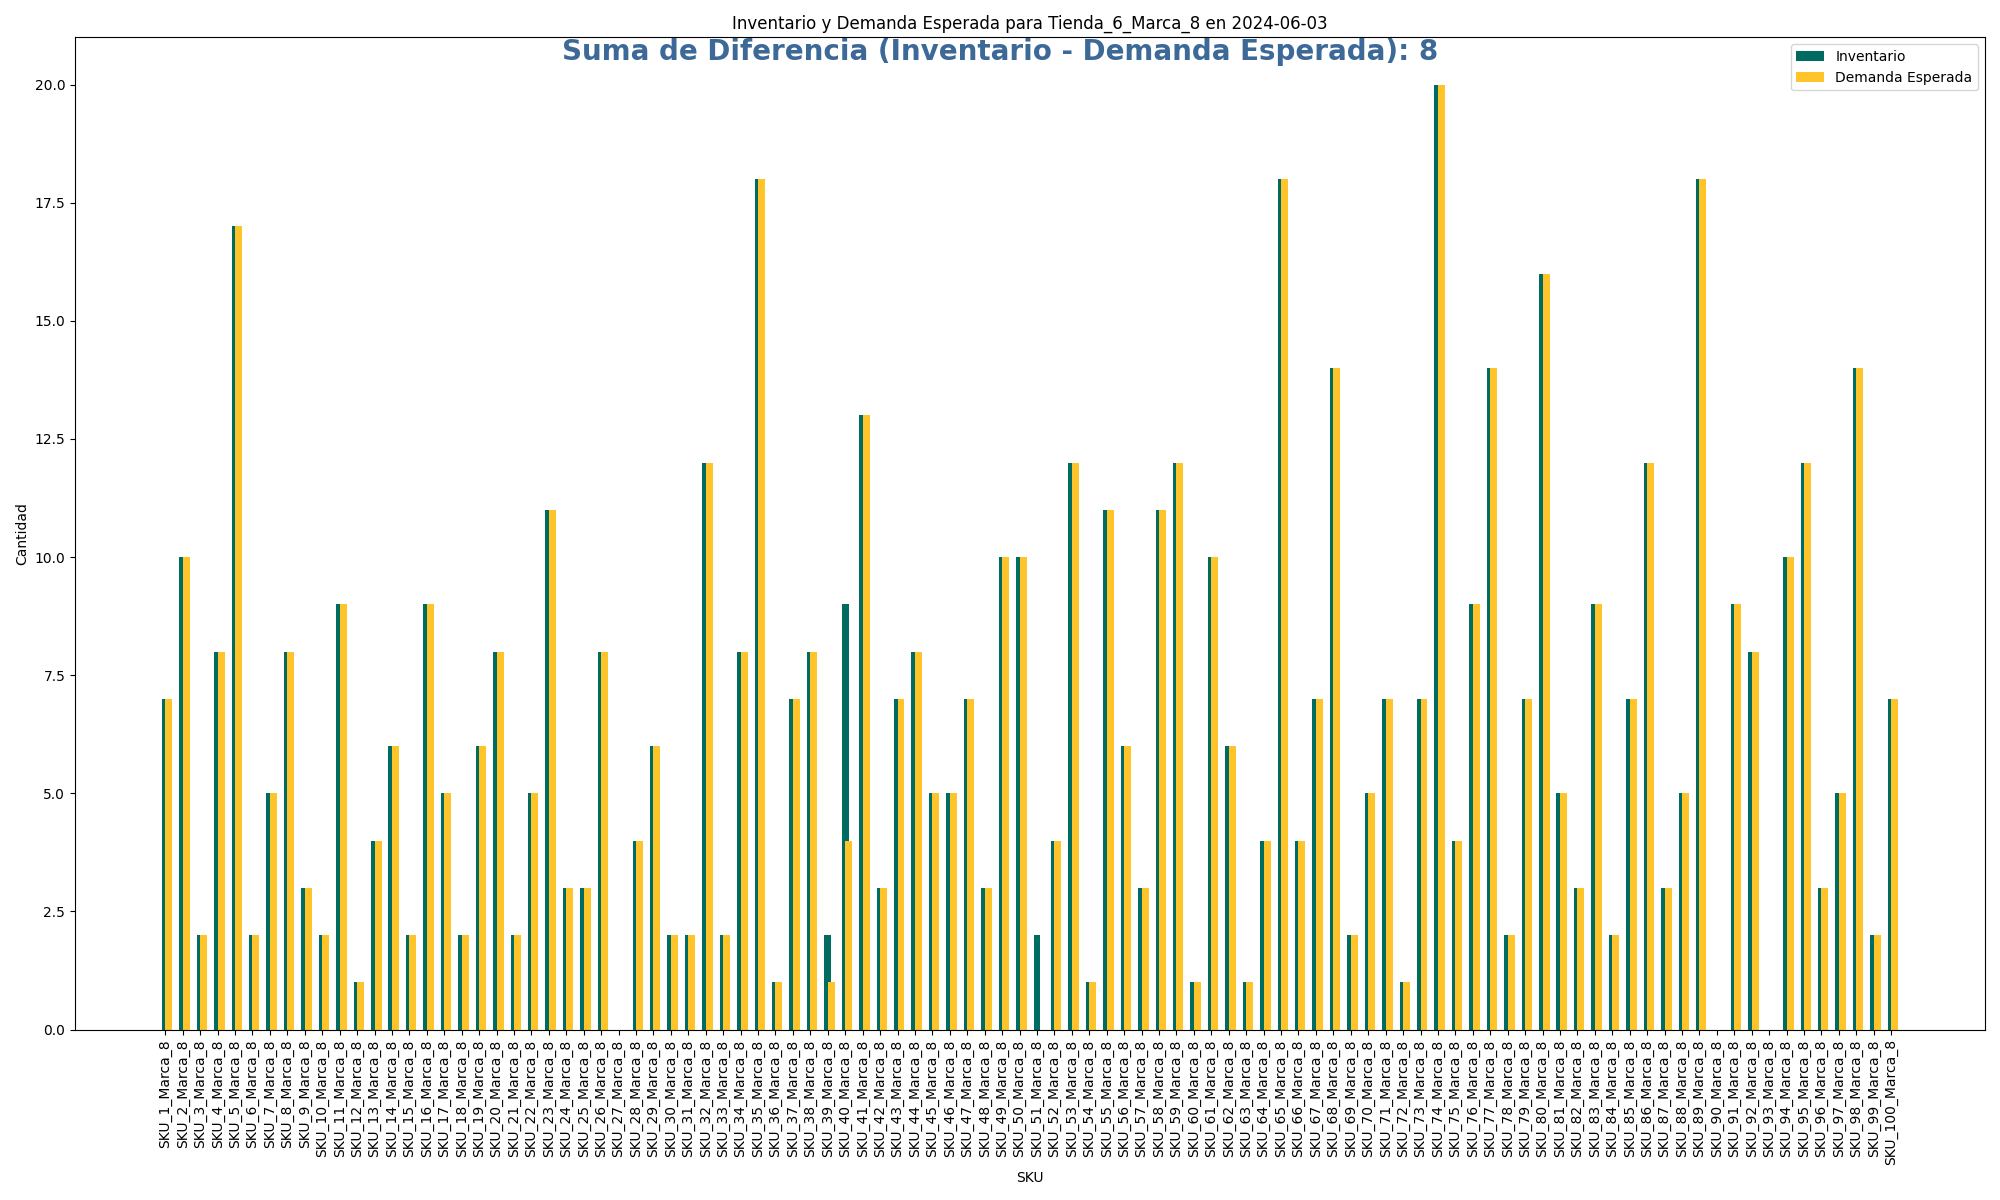 Inventario y Demanda Esperada para Tienda_6_Marca_8 en 2024-06-03
Suma de Diferencia (Inventario - Demanda Esperada): 8
Inventario
Demanda Esperada
Cantidad
20.0
17.5
15.0
12.5
10.0
7.5
5.0
2.5
0.0
SKU_1_Marca_8
SKU_2_Marca_8
SKU_3_Marca_8
SKU_4_Marca_8
SKU_5_Marca_8
SKU_6_Marca_8
SKU_7_Marca_8
SKU_8_Marca_8
SKU_9_Marca_8
SKU_10_Marca_8
SKU_11_Marca_8
SKU_12_Marca_8
SKU_13_Marca_8
SKU_14_Marca_8
SKU_15_Marca_8
SKU_16_Marca_8
SKU_17_Marca_8
SKU_18_Marca_8
SKU_19_Marca_8
SKU_20_Marca_8
SKU_21_Marca_8
SKU_22_Marca_8
SKU_23_Marca_8
SKU_24_Marca_8
SKU_25_Marca_8
SKU_26_Marca_8
SKU_27_Marca_8
SKU_28_Marca_8
SKU_29_Marca_8
SKU_30_Marca_8
SKU_31_Marca_8
SKU_32_Marca_8
SKU_33_Marca_8
SKU_34_Marca_8
SKU_35_Marca_8
SKU_36_Marca_8
SKU_37_Marca_8
SKU_38_Marca_8
SKU_39_Marca_8
SKU_40_Marca_8
SKU_41_Marca_8
SKU_42_Marca_8
SKU_43_Marca_8
SKU_44_Marca_8
SKU_45_Marca_8
SKU_46_Marca_8
SKU_47_Marca_8
SKU_48_Marca_8
SKU_49_Marca_8
SKU_50_Marca_8
SKU_51_Marca_8
SKU_52_Marca_8
SKU_53_Marca_8
SKU_54_Marca_8
SKU_55_Marca_8
SKU_56_Marca_8
SKU_57_Marca_8
SKU_58_Marca_8
SKU_59_Marca_8
SKU_60_Marca_8
SKU_61_Marca_8
SKU_62_Marca_8
SKU_63_Marca_8
SKU_64_Marca_8
SKU_65_Marca_8
SKU_66_Marca_8
SKU_67_Marca_8
SKU_68_Marca_8
SKU_69_Marca_8
SKU_70_Marca_8
SKU_71_Marca_8
SKU_72_Marca_8
SKU_73_Marca_8
SKU_74_Marca_8
SKU_75_Marca_8
SKU_76_Marca_8
SKU_77_Marca_8
SKU_78_Marca_8
SKU_79_Marca_8
SKU_80_Marca_8
SKU_81_Marca_8
SKU_82_Marca_8
SKU_83_Marca_8
SKU_84_Marca_8
SKU_85_Marca_8
SKU_86_Marca_8
SKU_87_Marca_8
SKU_88_Marca_8
SKU_89_Marca_8
SKU_90_Marca_8
SKU_91_Marca_8
SKU_92_Marca_8
SKU_93_Marca_8
SKU_94_Marca_8
SKU_95_Marca_8
SKU_96_Marca_8
SKU_97_Marca_8
SKU_98_Marca_8
SKU_99_Marca_8
SKU_100_Marca_8
SKU